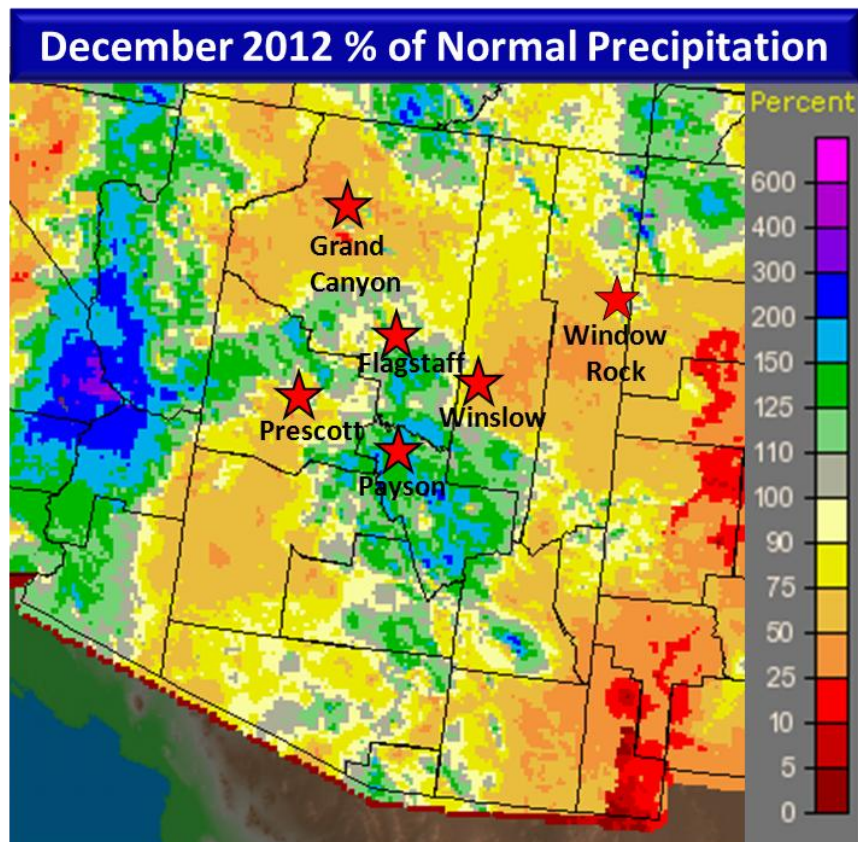 December 2012 % of Normal Precipitation
Percent
600
400
300
200
150
125
110
100
90
75
50
25
10
5
0
Grand
Canyon
Flagstaff
Window
Rock
Prescott
Winslow
Payson